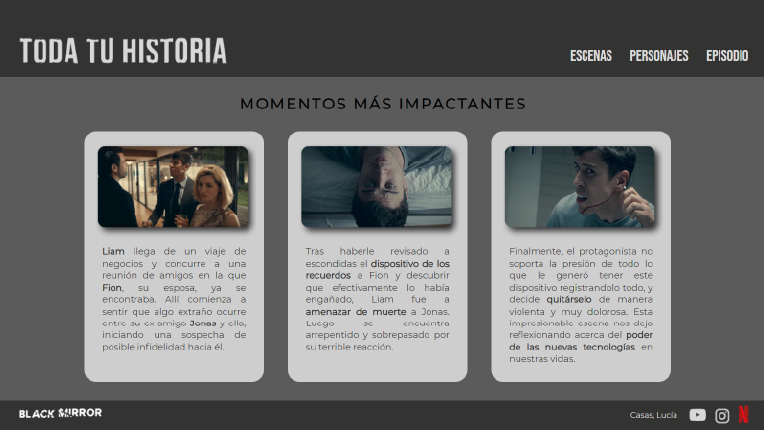 TODA TU HISTORIA
ESCENAS PERSONAJES EPISODIO
MOMENTOS MÁS IMPACTANTES
Liam llega de un viaje de
negocios y concurre a una
reunión de amigos en la que
Fion, su esposa, ya se
encontraba. Allí comienza a
sentir que algo extraño ocurre
entre su ex amigo Jonas y ella,
iniciando una sospecha de
posible infidelidad hacia él.
Tras haberle revisado a
escondidas el dispositivo de los
recuerdos a Fion y descubrir
que efectivamente lo había
engañado, Liam fue a
amenazar de muerte a Jonas.
Luego se encuentra
arrepentido y sobrepasado por
su terrible reacción.
Finalmente, el protagonista no
soporta la presión de todo lo
que le generó tener este
dispositivo registrandolo todo, y
decide quitárselo de manera
violenta y muy dolorosa. Esta
impresionable escena nos deja
reflexionando acerca del poder
de las nuevas tecnologías en
nuestras vidas.
BLACK MIRROR
Casas, Lucía
N